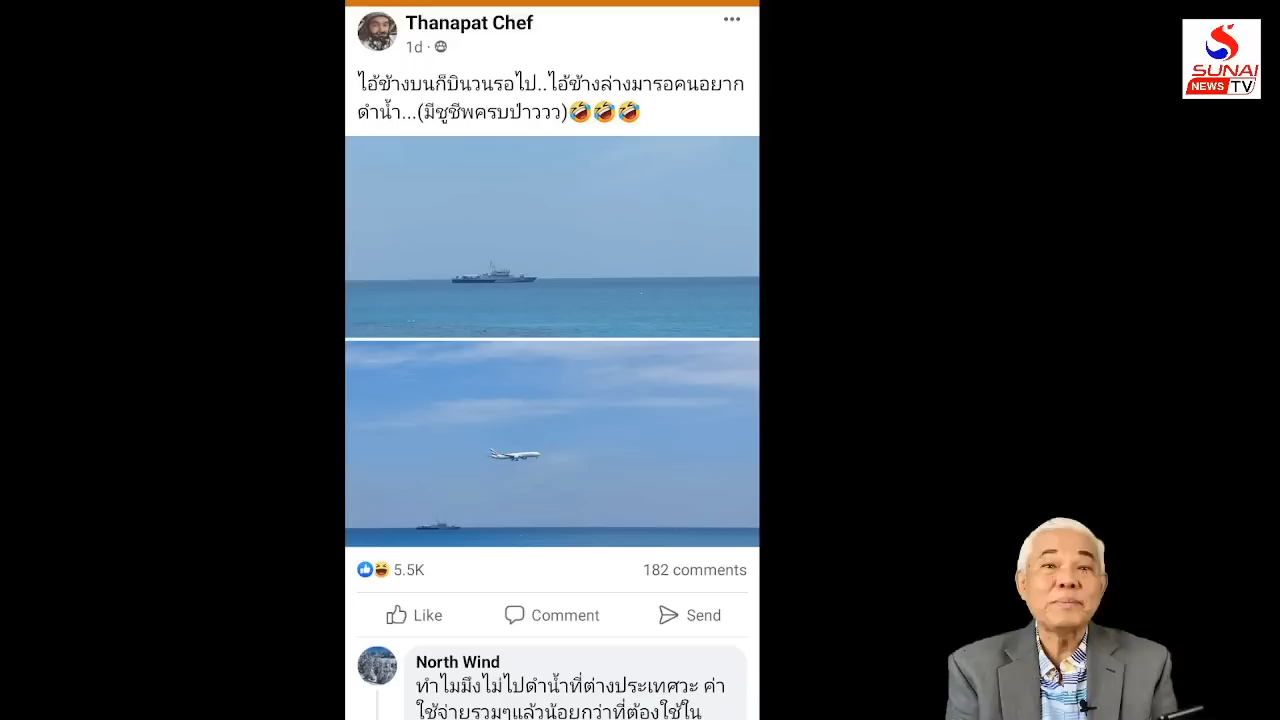 Thanapat Chef
1d ·
ไอ้ข้างบนก็บินวนรอไป..ไอ้ข้างล่างมารอคนอยาก
ดำน้ำ...(มีชูชีพครบป่าววว)🤣🤣🤣
5.5K
182 comments
Like
Comment
Send
North Wind
ทำไมมึงไม่ไปดำน้ำที่ต่างประเทศวะ ค่า
ใช้จ่ายรวมๆแล้วน้อยกว่าที่ต้องใช้ใน
SUNAI
NEWS TV